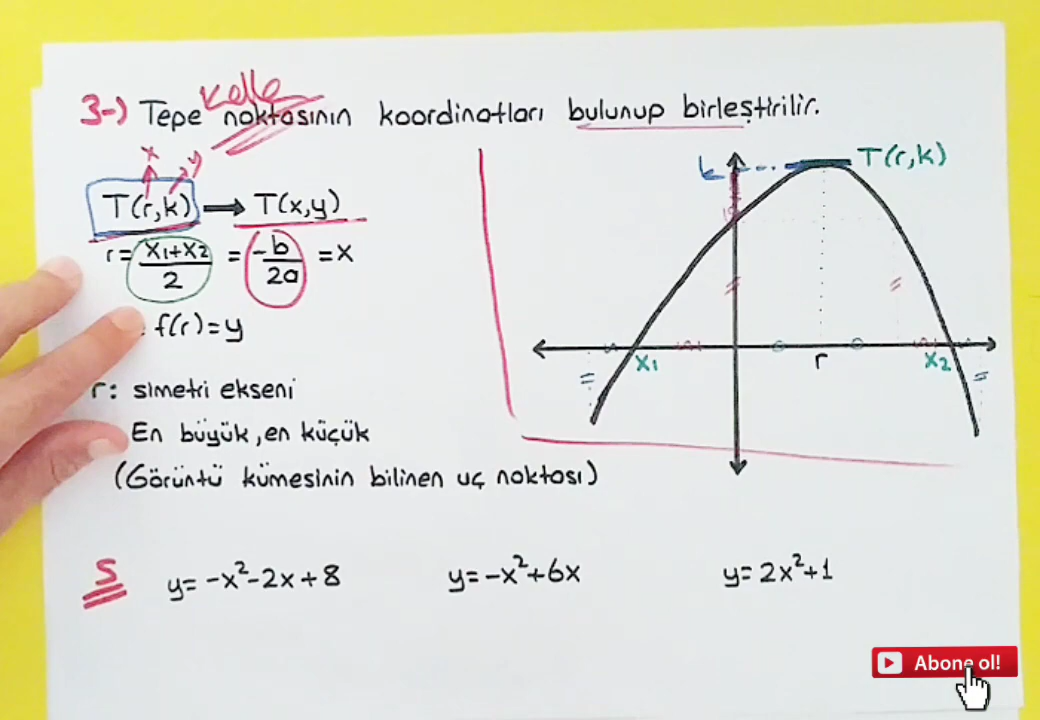 3-) Tepe noktasının koordinatları bulunup birleştirilir.
Kelle
x y
T(r,k) → T(x,y)
r = x₁+x₂/2 = -b/2a = x
f(r)=y
r: simetri ekseni
En büyük, en küçük
(Görüntü kümesinin bilinen uç noktası)
k T(r,k)
x₁ r x₂
S y=-x²-2x+8 y=-x²+6x y=2x²+1
Abone ol!